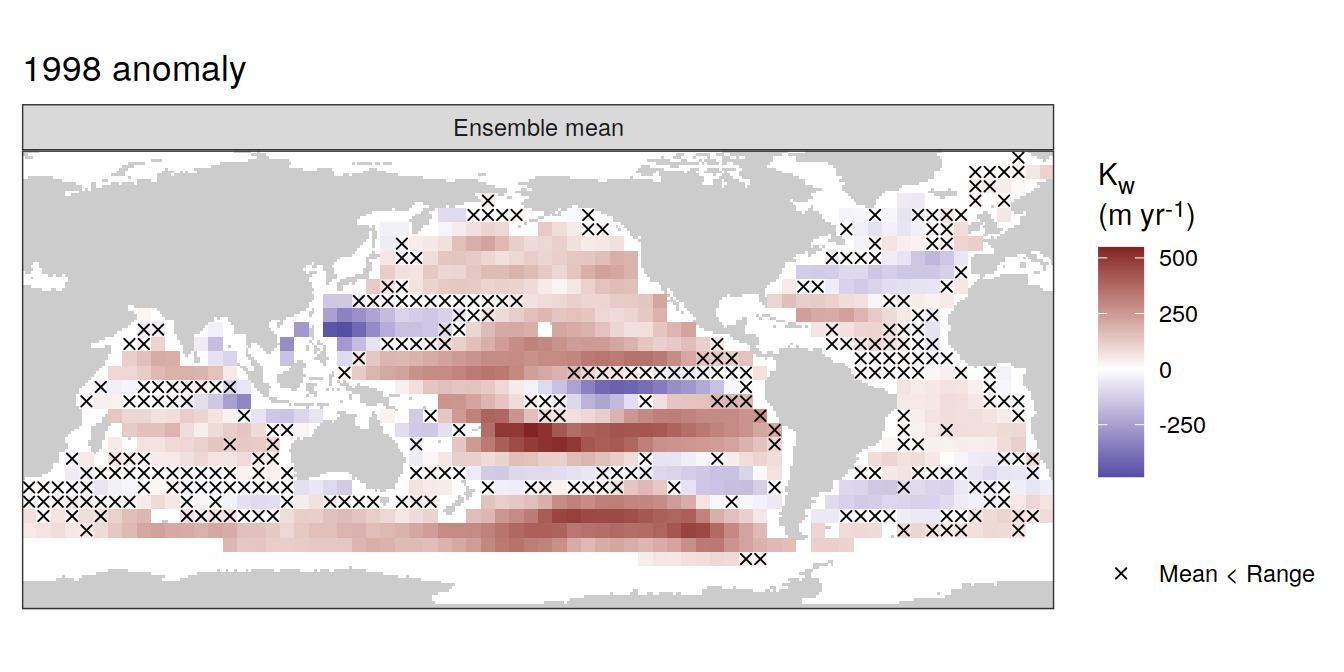 1998 anomaly
Ensemble mean
Kw
(m yr-1)
500
250
0
-250
Mean < Range